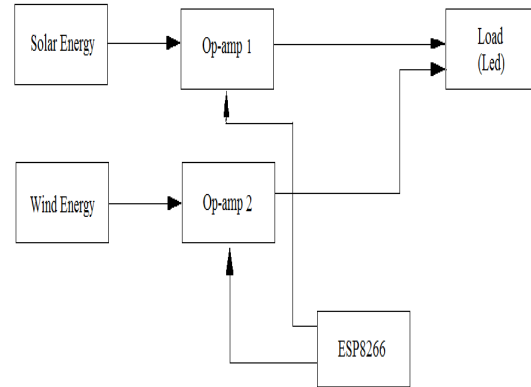 Solar Energy
Op-amp 1
Load
(Led)
Wind Energy
Op-amp 2
ESP8266